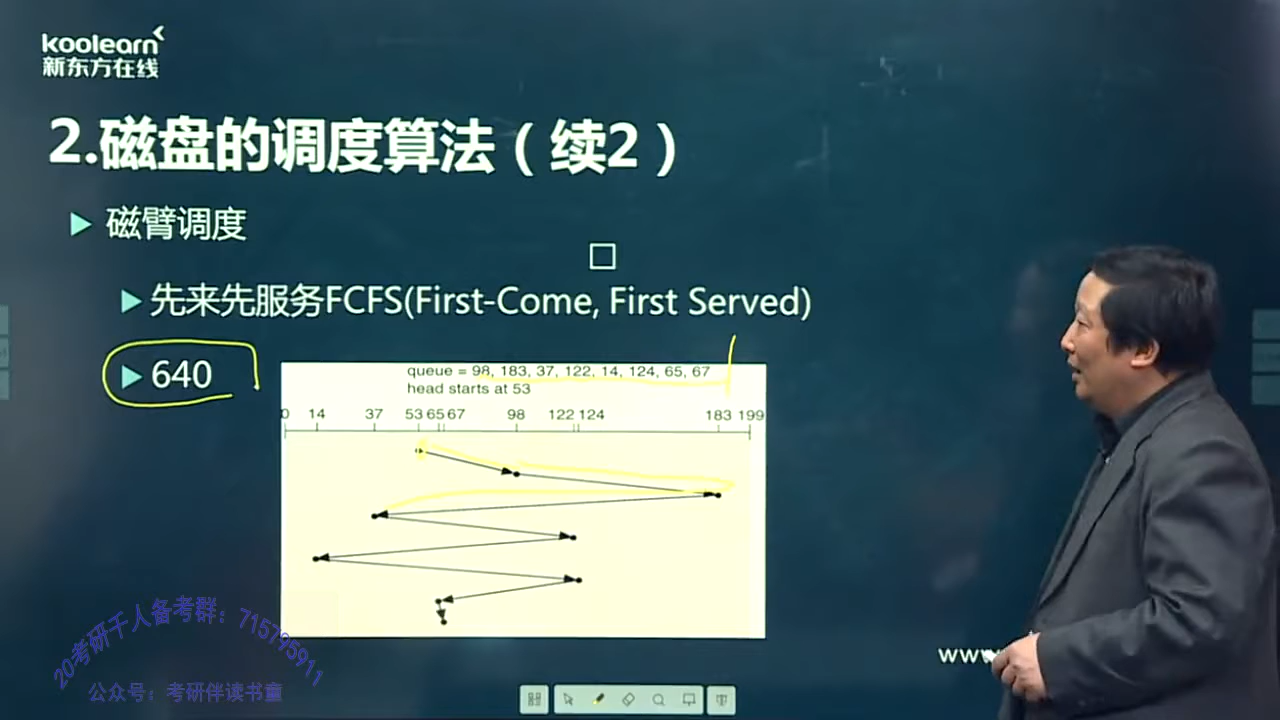 koolearn
新东方在线
2.磁盘的调度算法（续2）
磁臂调度
先来先服务FCFS(First-Come, First Served)
640
queue = 98, 183, 37, 122, 14, 124, 65, 67
head starts at 53
0 14 37 53 65 67 98 122 124 183 199
20考研千人备考群：715795911
公众号：考研伴读书童
www